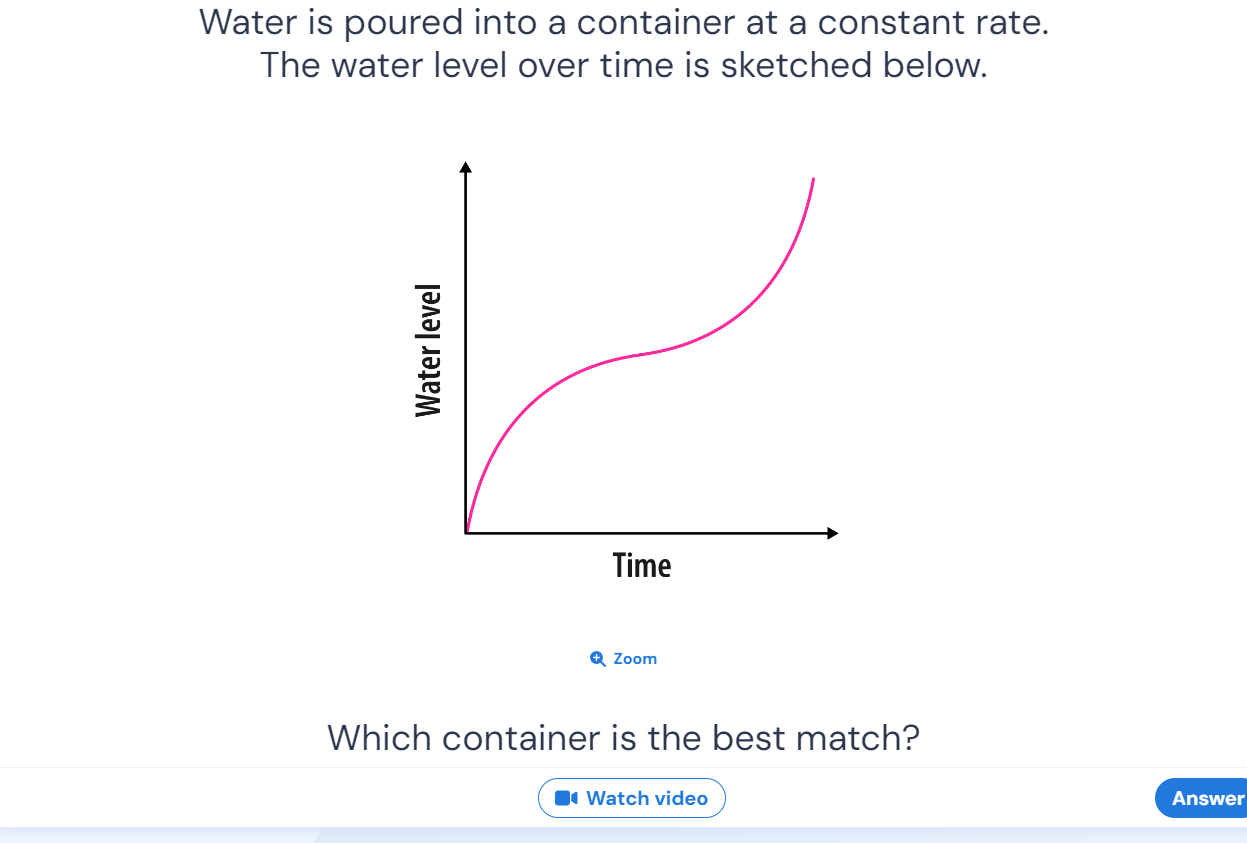 Water is poured into a container at a constant rate.
The water level over time is sketched below.
Water level
Time
Zoom
Which container is the best match?
Watch video
Answer